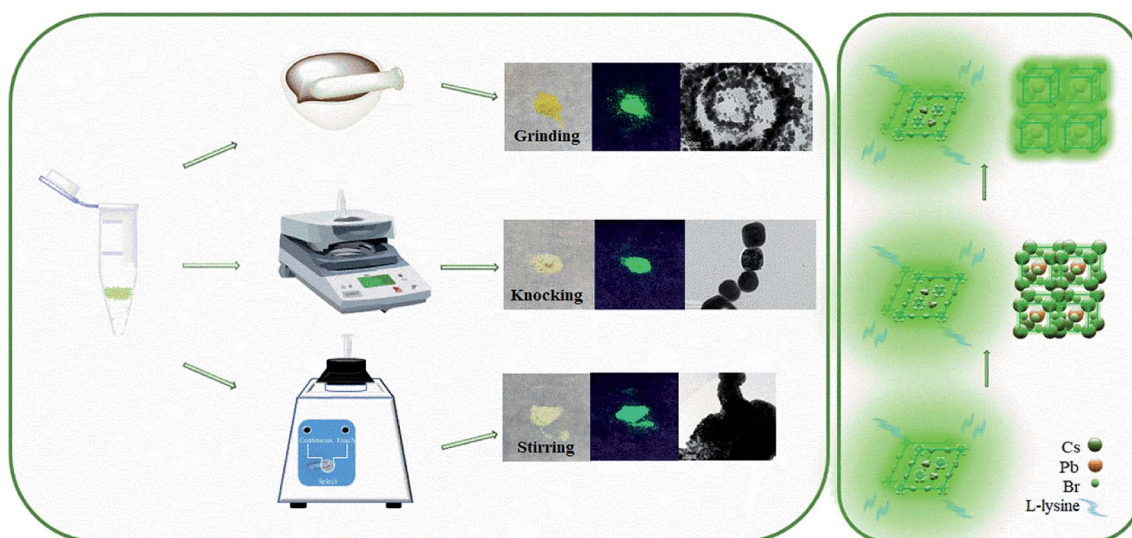 Grinding
Knocking
Continuous Touch
Select
Stirring
Cs
Pb
Br
L-lysine